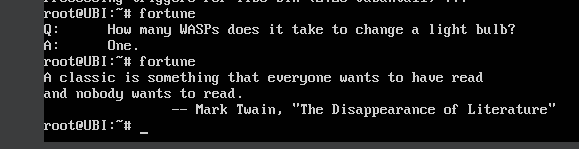 root@UBI:~# fortune
Q:      How many WASPs does it take to change a light bulb?
A:      One.
root@UBI:~# fortune
A classic is something that everyone wants to have read
and nobody wants to read.
                -- Mark Twain, "The Disappearance of Literature"
root@UBI:~# _